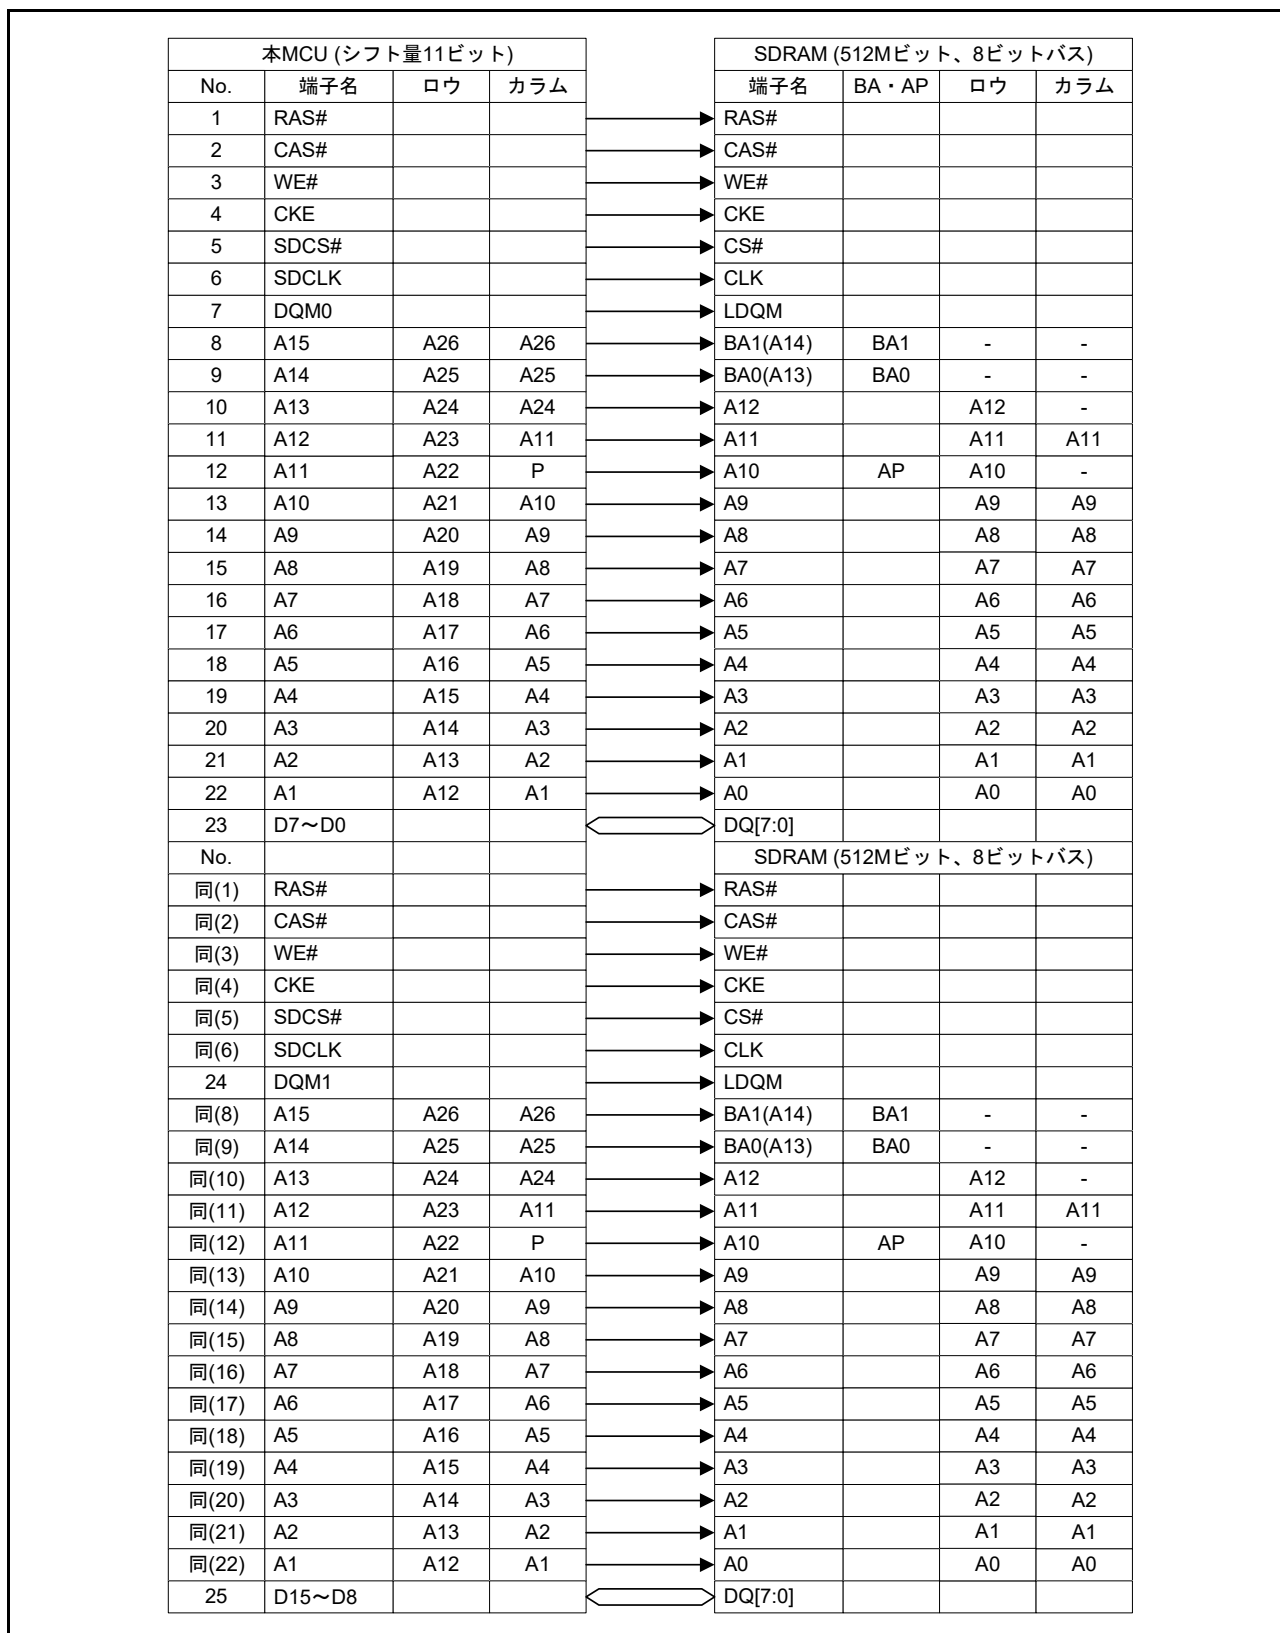 本MCU (シフト量11ビット) SDRAM (512Mビット、8ビットバス)
No. 端子名 ロウ カラム 端子名 BA・AP ロウ カラム
1 RAS# RAS#
2 CAS# CAS#
3 WE# WE#
4 CKE CKE
5 SDCS# CS#
6 SDCLK CLK
7 DQM0 LDQM
8 A15 A26 A26 BA1(A14) BA1 - -
9 A14 A25 A25 BA0(A13) BA0 - -
10 A13 A24 A24 A12 A12 -
11 A12 A23 A11 A11 A11 A11
12 A11 A22 P A10 AP A10 -
13 A10 A21 A10 A9 A9 A9
14 A9 A20 A9 A8 A8 A8
15 A8 A19 A8 A7 A7 A7
16 A7 A18 A7 A6 A6 A6
17 A6 A17 A6 A5 A5 A5
18 A5 A16 A5 A4 A4 A4
19 A4 A15 A4 A3 A3 A3
20 A3 A14 A3 A2 A2 A2
21 A2 A13 A2 A1 A1 A1
22 A1 A12 A1 A0 A0 A0
23 D7～D0 DQ[7:0]
No. SDRAM (512Mビット、8ビットバス)
同(1) RAS# RAS#
同(2) CAS# CAS#
同(3) WE# WE#
同(4) CKE CKE
同(5) SDCS# CS#
同(6) SDCLK CLK
24 DQM1 LDQM
同(8) A15 A26 A26 BA1(A14) BA1 - -
同(9) A14 A25 A25 BA0(A13) BA0 - -
同(10) A13 A24 A24 A12 A12 -
同(11) A12 A23 A11 A11 A11 A11
同(12) A11 A22 P A10 AP A10 -
同(13) A10 A21 A10 A9 A9 A9
同(14) A9 A20 A9 A8 A8 A8
同(15) A8 A19 A8 A7 A7 A7
同(16) A7 A18 A7 A6 A6 A6
同(17) A6 A17 A6 A5 A5 A5
同(18) A5 A16 A5 A4 A4 A4
同(19) A4 A15 A4 A3 A3 A3
同(20) A3 A14 A3 A2 A2 A2
同(21) A2 A13 A2 A1 A1 A1
同(22) A1 A12 A1 A0 A0 A0
25 D15～D8 DQ[7:0]